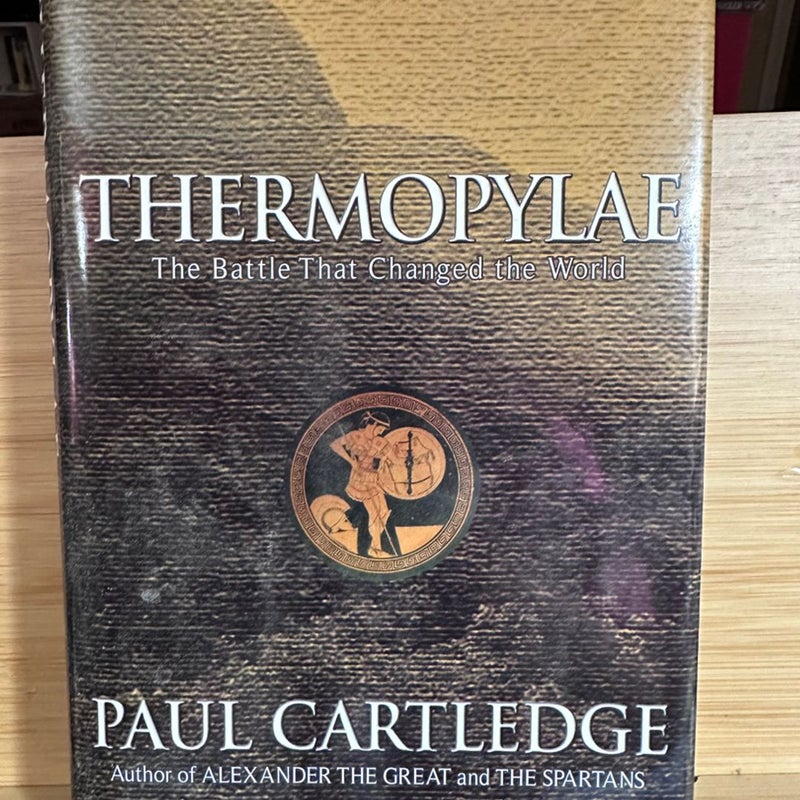 THERMOPYLAE
The Battle That Changed the World
PAUL CARTLEDGE
Author of ALEXANDER THE GREAT and THE SPARTANS